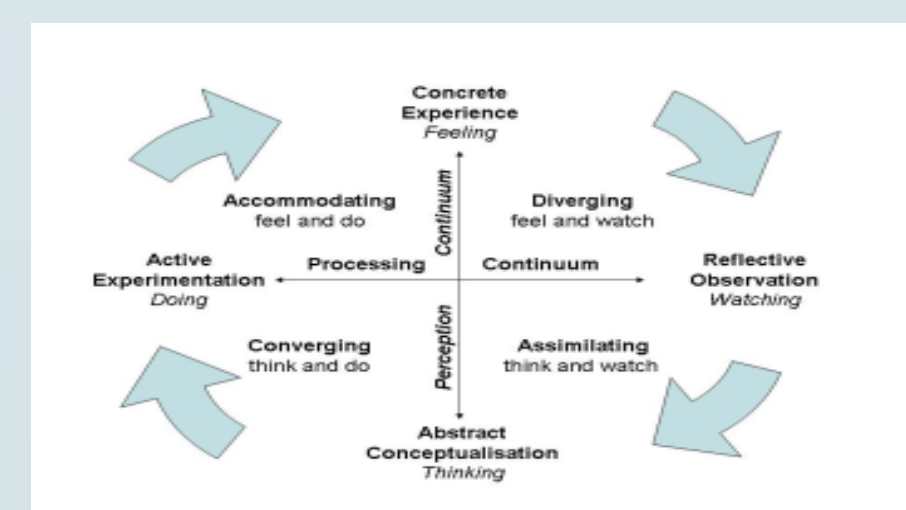 Concrete
Experience
Feeling
Accommodating
feel and do
Continuum
Diverging
feel and watch
Active
Experimentation
Doing
Processing
Continuum
Reflective
Observation
Watching
Converging
think and do
Perception
Assimilating
think and watch
Abstract
Conceptualisation
Thinking